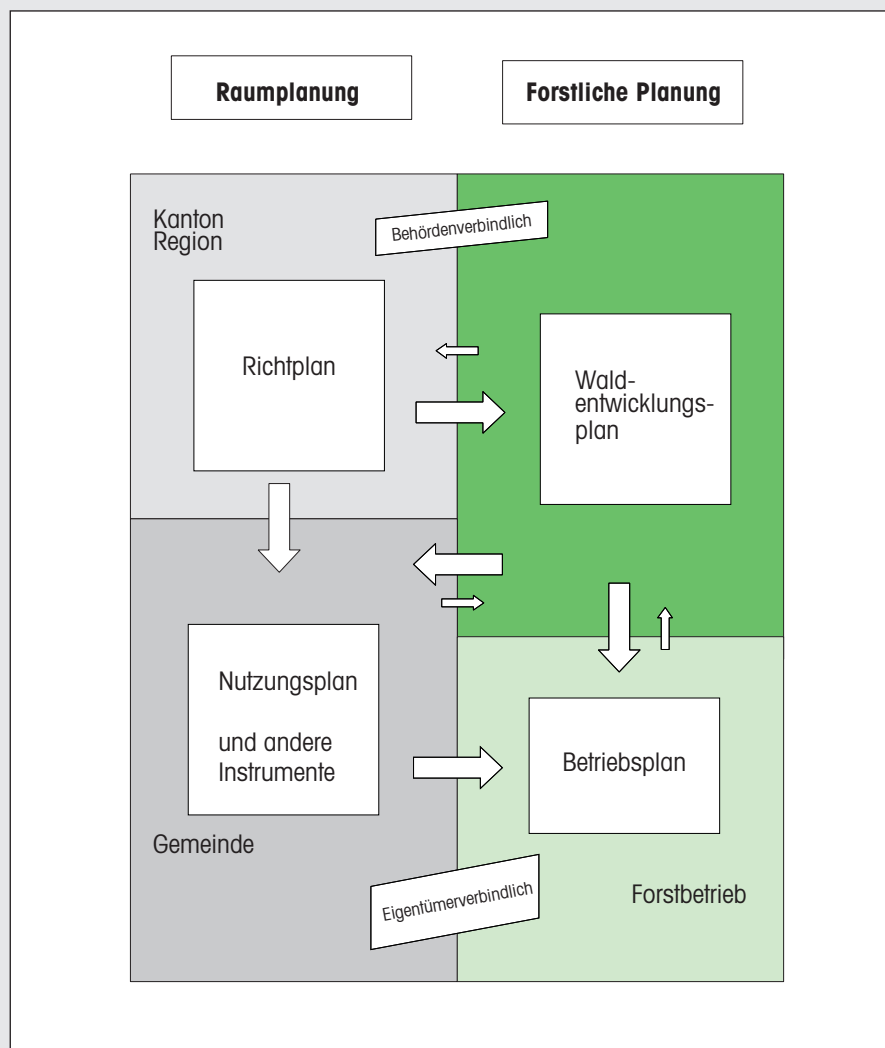 Raumplanung
Forstliche Planung
Kanton
Region
Behördenverbindlich
Richtplan
Wald-
entwicklungs-
plan
Nutzungsplan
und andere
Instrumente
Betriebsplan
Gemeinde
Eigentümerverbindlich
Forstbetrieb